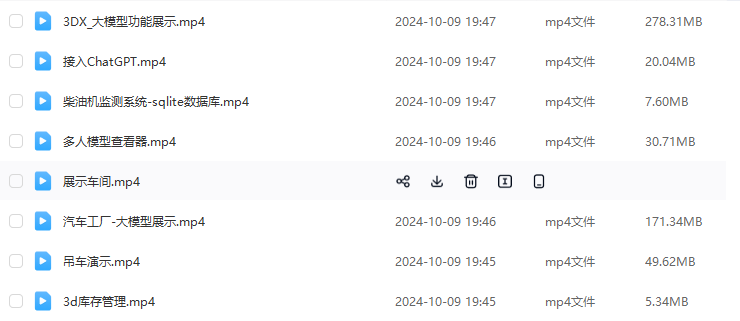 3DX_大模型功能展示.mp4 2024-10-09 19:47 mp4文件 278.31MB
接入ChatGPT.mp4 2024-10-09 19:47 mp4文件 20.04MB
柴油机监测系统-sqlite数据库.mp4 2024-10-09 19:47 mp4文件 7.60MB
多人模型查看器.mp4 2024-10-09 19:46 mp4文件 30.71MB
展示车间.mp4
汽车工厂-大模型展示.mp4 2024-10-09 19:46 mp4文件 171.34MB
吊车演示.mp4 2024-10-09 19:45 mp4文件 49.62MB
3d库存管理.mp4 2024-10-09 19:45 mp4文件 5.34MB